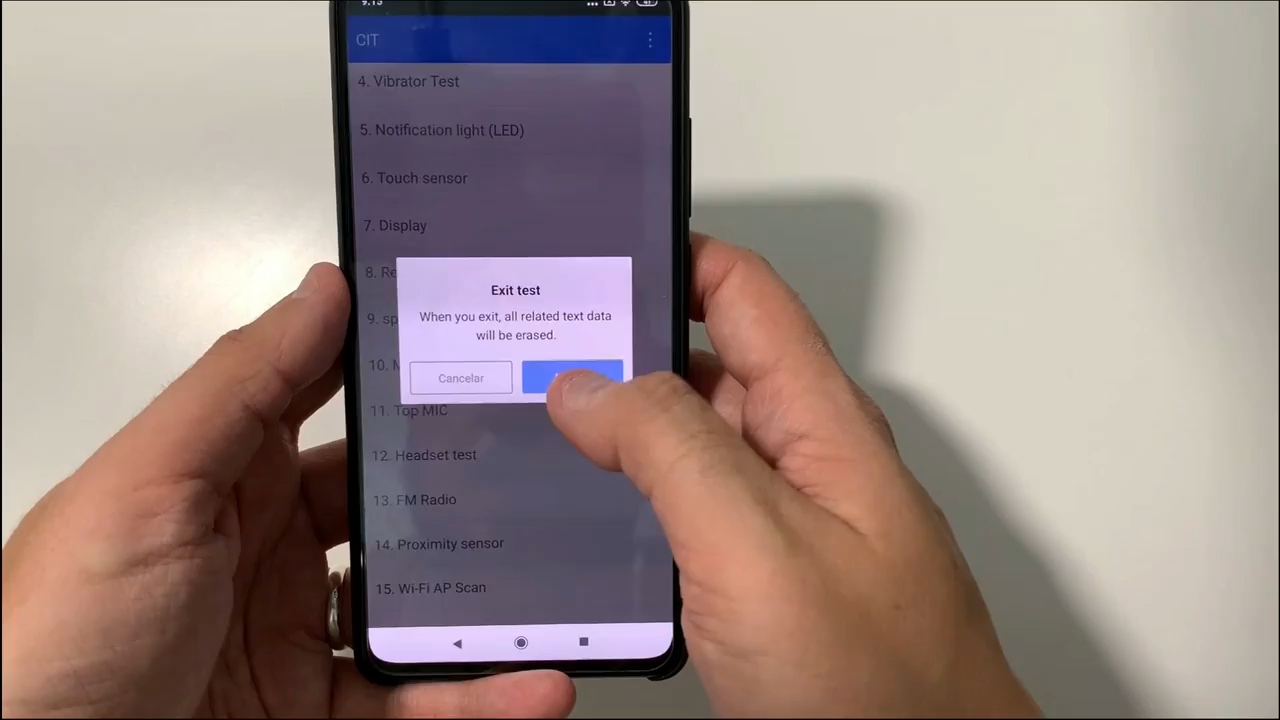 9:15
CIT
4. Vibrator Test
5. Notification light (LED)
6. Touch sensor
7. Display
8. Re
Exit test
When you exit, all related text data
will be erased.
9. sp
10. M
Cancelar
11. Top MIC
12. Headset test
13. FM Radio
14. Proximity sensor
15. Wi-Fi AP Scan